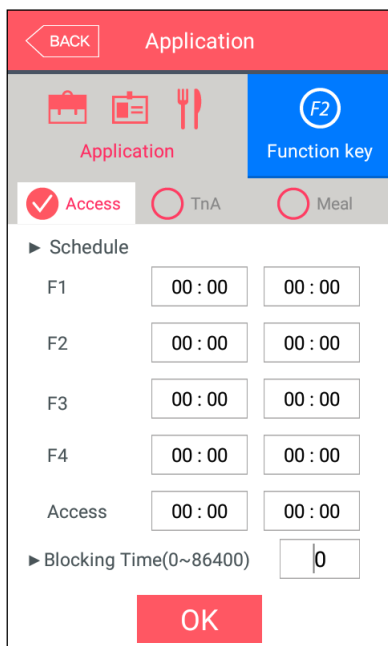 BACK Application
F2
Application Function key
Access TnA Meal
► Schedule
F1 00 : 00 00 : 00
F2 00 : 00 00 : 00
F3 00 : 00 00 : 00
F4 00 : 00 00 : 00
Access 00 : 00 00 : 00
►Blocking Time(0~86400) 0
OK